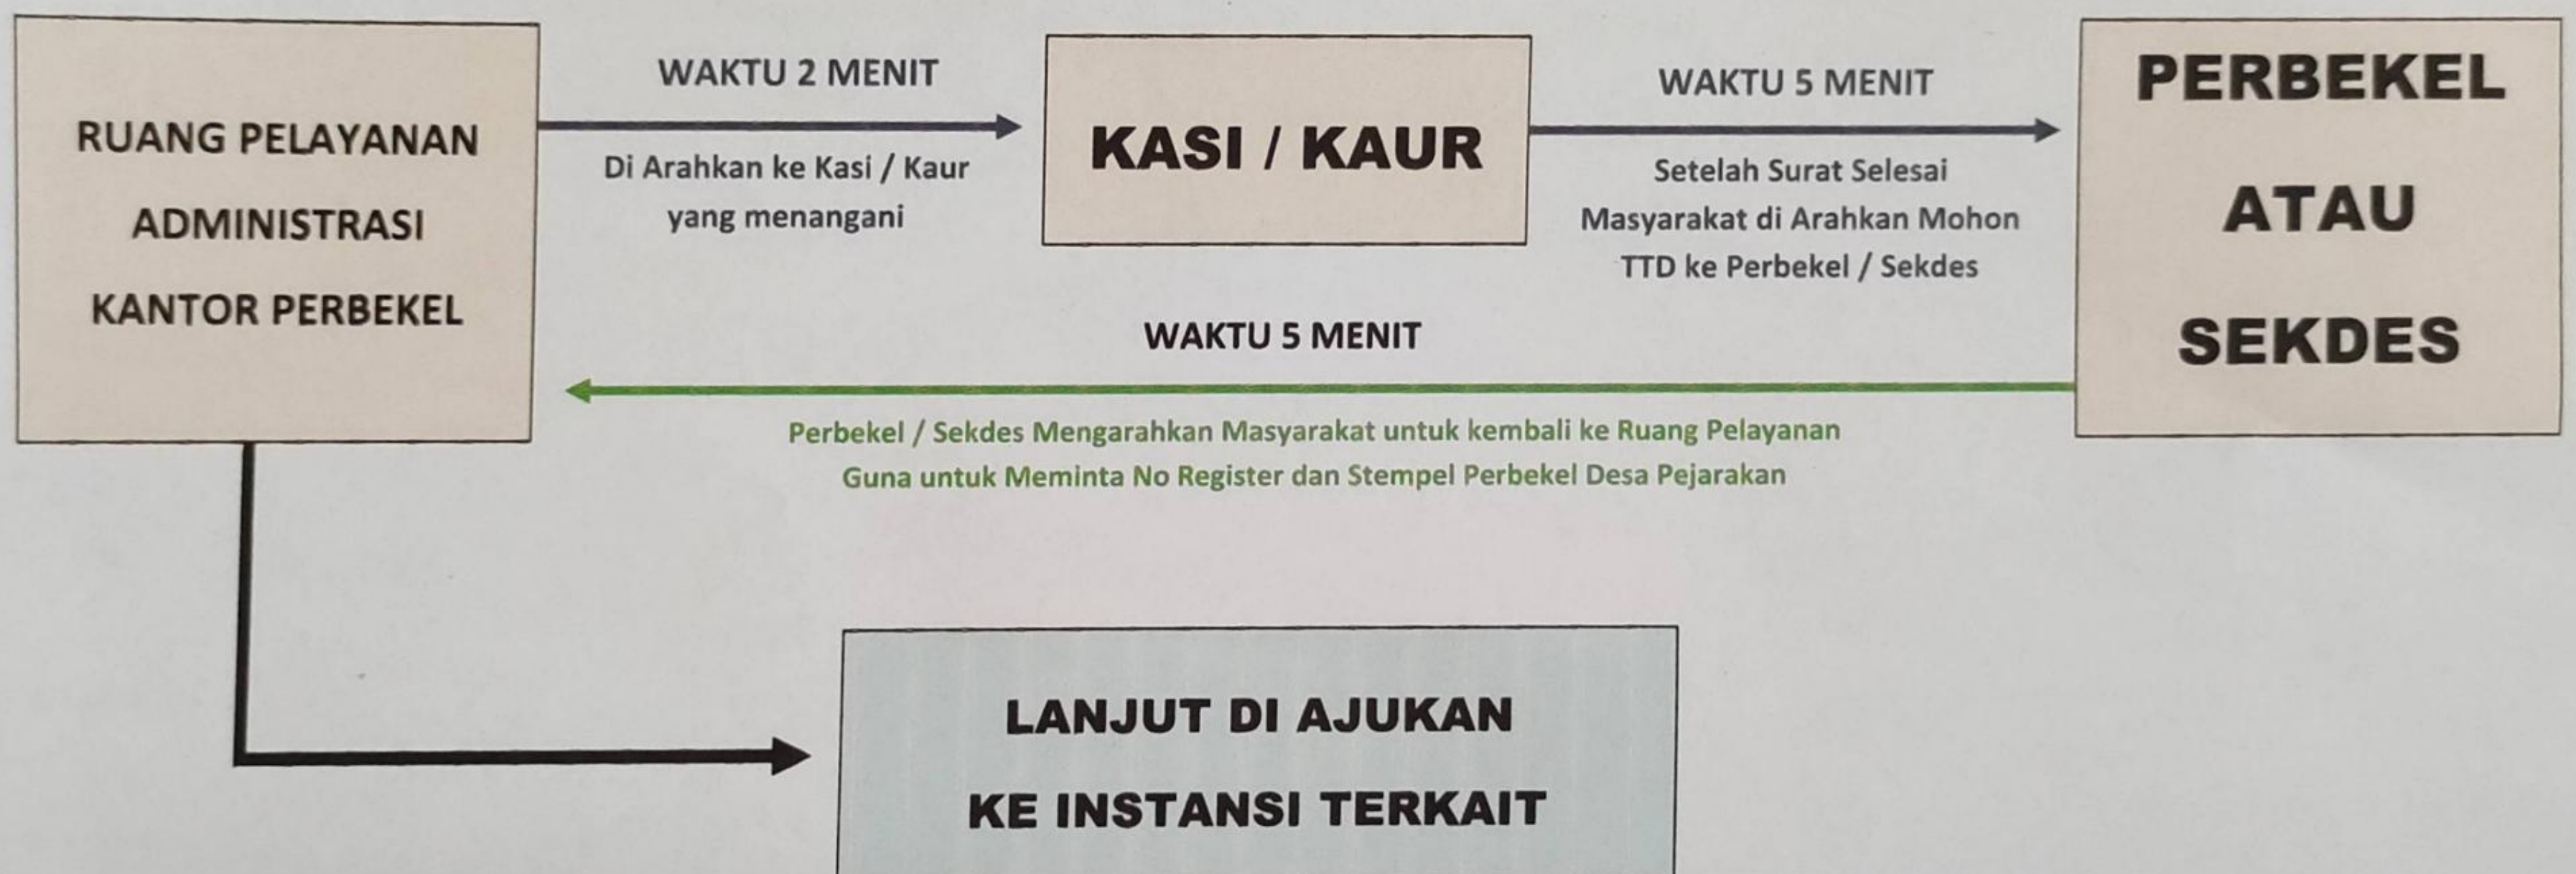 RUANG PELAYANAN
ADMINISTRASI
KANTOR PERBEKEL
WAKTU 2 MENIT
Di Arahkan ke Kasi / Kaur
yang menangani
KASI / KAUR
WAKTU 5 MENIT
Setelah Surat Selesai
Masyarakat di Arahkan Mohon
TTD ke Perbekel / Sekdes
PERBEKEL
ATAU
SEKDES
WAKTU 5 MENIT
Perbekel / Sekdes Mengarahkan Masyarakat untuk kembali ke Ruang Pelayanan
Guna untuk Meminta No Register dan Stempel Perbekel Desa Pejarakan
LANJUT DI AJUKAN
KE INSTANSI TERKAIT